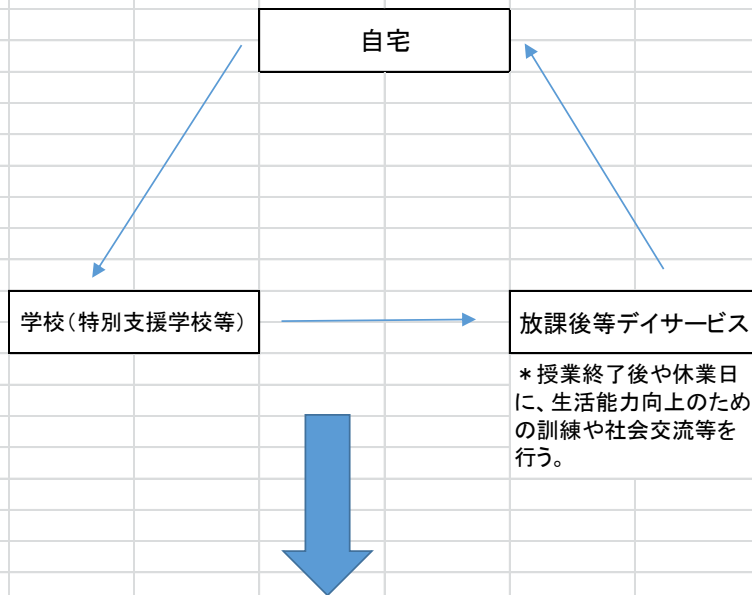 自宅
学校（特別支援学校等）
放課後等デイサービス
＊授業終了後や休業日
に、生活能力向上のため
の訓練や社会交流等を
行う。